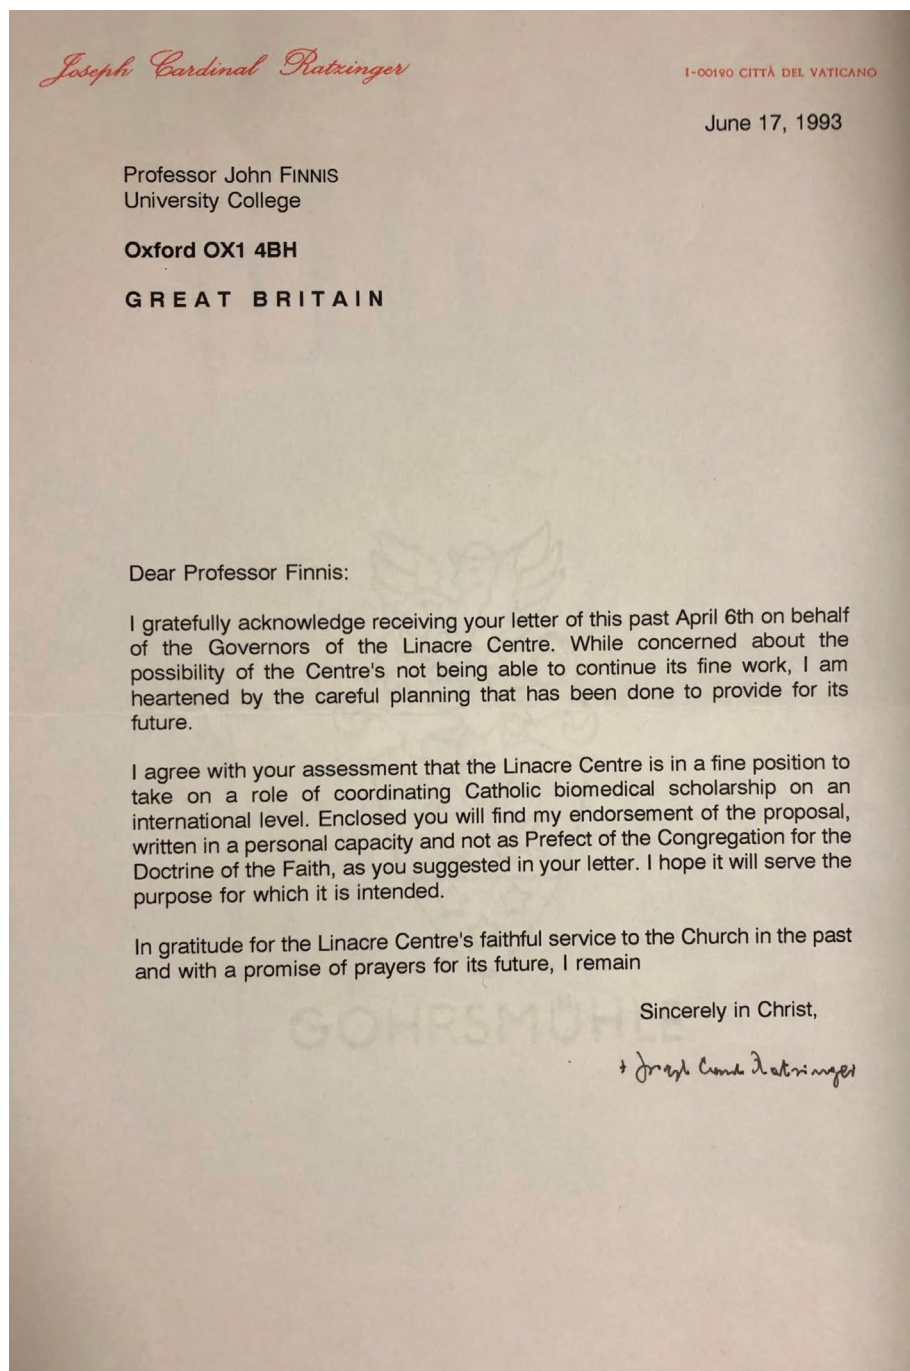 Joseph Cardinal Ratzinger
I-00120 CITTÀ DEL VATICANO
June 17, 1993
Professor John FINNIS
University College
Oxford OX1 4BH
GREAT BRITAIN
Dear Professor Finnis:
I gratefully acknowledge receiving your letter of this past April 6th on behalf
of the Governors of the Linacre Centre. While concerned about the
possibility of the Centre's not being able to continue its fine work, I am
heartened by the careful planning that has been done to provide for its
future.
I agree with your assessment that the Linacre Centre is in a fine position to
take on a role of coordinating Catholic biomedical scholarship on an
international level. Enclosed you will find my endorsement of the proposal,
written in a personal capacity and not as Prefect of the Congregation for the
Doctrine of the Faith, as you suggested in your letter. I hope it will serve the
purpose for which it is intended.
In gratitude for the Linacre Centre's faithful service to the Church in the past
and with a promise of prayers for its future, I remain
Sincerely in Christ,
GOHRSMÜHLE
+ Joseph Card. Ratzinger